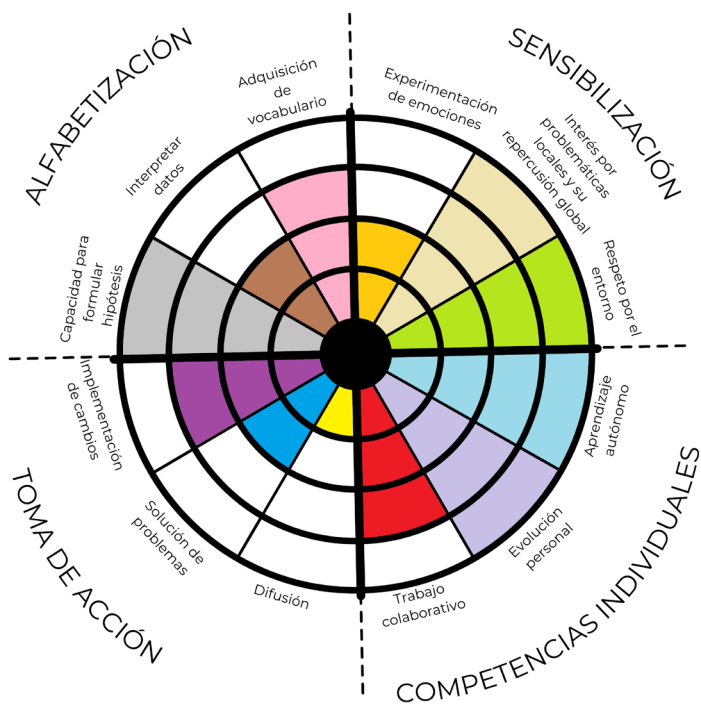 ALFABETIZACIÓN
Adquisición
de
vocabulario
Interpretar
datos
Capacidad para
formular
hipótesis
SENSIBILIZACIÓN
Experimentación
de emociones
Interés por
problemáticas
locales y su
repercusión global
Respeto por el
entorno
TOMA DE ACCIÓN
Implementación
de cambios
Solución de
problemas
Difusión
COMPETENCIAS INDIVIDUALES
Aprendizaje
autónomo
Evolución
personal
Trabajo
colaborativo